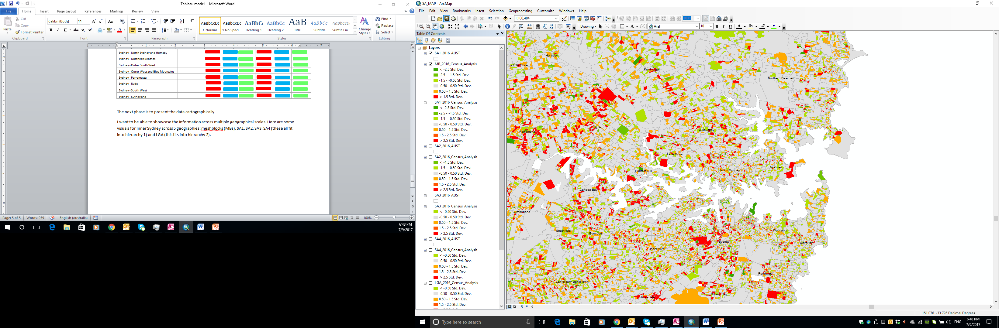 Tableau model - Microsoft Word
File Home Insert Page Layout References Mailings Review View
Paste
Cut
Copy
Format Painter
Clipboard
Calibri (Body) 11
Font
Paragraph
AaBbCcDc AaBbCcDc AaBbC AaBbCc AaB AaBbCc. AaBbCcDc
¶ Normal ¶ No Spaci... Heading 1 Heading 2 Title Subtitle Subtle Em...
Change Styles
Styles
Find
Replace
Select
Editing
Sydney - North Sydney and Hornsby
Sydney - Northern Beaches
Sydney - Outer South West
Sydney - Outer West and Blue Mountains
Sydney - Parramatta
Sydney - Ryde
Sydney - South West
Sydney - Sutherland
The next phase is to present the data cartographically.
I want to be able to showcase the information across multiple geographical scales. Here are some
visuals for Inner Sydney across 5 geographies: meshblocks (MBs), SA1, SA2, SA3, SA4 (these all fit
into hierarchy 1) and LGA (this fits into hierarchy 2).
Page: 5 of 5 Words: 939 English (Australia) 100%
6:48 PM
7/9/2017
SA_MAP - ArcMap
File Edit View Bookmarks Insert Selection Geoprocessing Customize Windows Help
1:100,404
Drawing Arial 10 B I U A
Table Of Contents
Layers
SA1_2016_AUST
MB_2016_Census_Analysis
< -2.5 Std. Dev.
-2.5 - -1.5 Std. Dev.
-1.5 - -0.50 Std. Dev.
-0.50 - 0.50 Std. Dev.
0.50 - 1.5 Std. Dev.
> 1.5 Std. Dev.
SA1_2016_Census_Analysis
< -2.5 Std. Dev.
-2.5 - -1.5 Std. Dev.
-1.5 - -0.50 Std. Dev.
-0.50 - 0.50 Std. Dev.
0.50 - 1.5 Std. Dev.
1.5 - 2.5 Std. Dev.
> 2.5 Std. Dev.
SA2_2016_AUST
SA2_2016_Census_Analysis
< -1.5 Std. Dev.
-1.5 - -0.50 Std. Dev.
-0.50 - 0.50 Std. Dev.
0.50 - 1.5 Std. Dev.
1.5 - 2.5 Std. Dev.
> 2.5 Std. Dev.
SA3_2016_AUST
SA3_2016_Census_Analysis
< -0.50 Std. Dev.
-0.50 - 0.50 Std. Dev.
0.50 - 1.5 Std. Dev.
1.5 - 2.5 Std. Dev.
> 2.5 Std. Dev.
SA4_2016_AUST
SA4_2016_Census_Analysis
< -0.50 Std. Dev.
-0.50 - 0.50 Std. Dev.
0.50 - 1.5 Std. Dev.
1.5 - 2.5 Std. Dev.
> 2.5 Std. Dev.
LGA_2016_Census_Analysis
< -0.50 Std. Dev.
-0.50 - 0.50 Std. Dev.
0.50 - 1.5 Std. Dev.
1.5 - 2.5 Std. Dev.
Hornsby
The Hills Shire
Ku-ring-gai
Northern Beaches
Ryde
Parramatta
Willoughby
Lane Cove
Hunters Hill
North Sydney
Mosman
Canada Bay
Cumberland
Strathfield
Burwood
Woollahra
Sydney
Waverley
Inner West
Randwick
Canterbury-Bankstown
Botany Bay
151.076 -33.726 Decimal Degrees
Type here to search
ENG
6:48 PM
7/9/2017